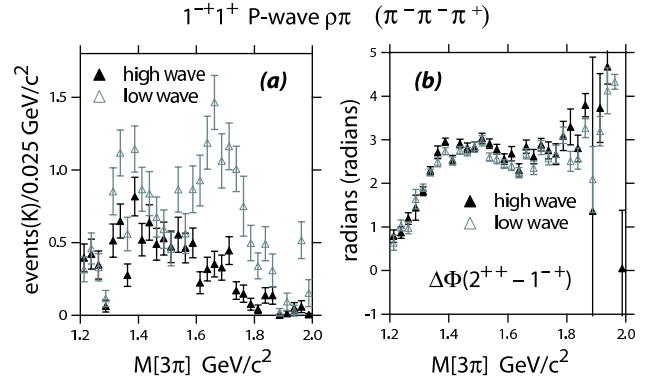 1⁻⁺1⁺ P-wave ρπ (π⁻π⁻π⁺)
events(K)/0.025 GeV/c²
1.5
1.0
0.5
0
high wave
low wave
(a)
1.2 1.4 1.6 1.8 2.0
M[3π] GeV/c²
radians (radians)
5
4
3
2
1
0
-1
(b)
high wave
low wave
ΔΦ(2⁺⁺ – 1⁻⁺)
1.2 1.4 1.6 1.8 2.0
M[3π] GeV/c²